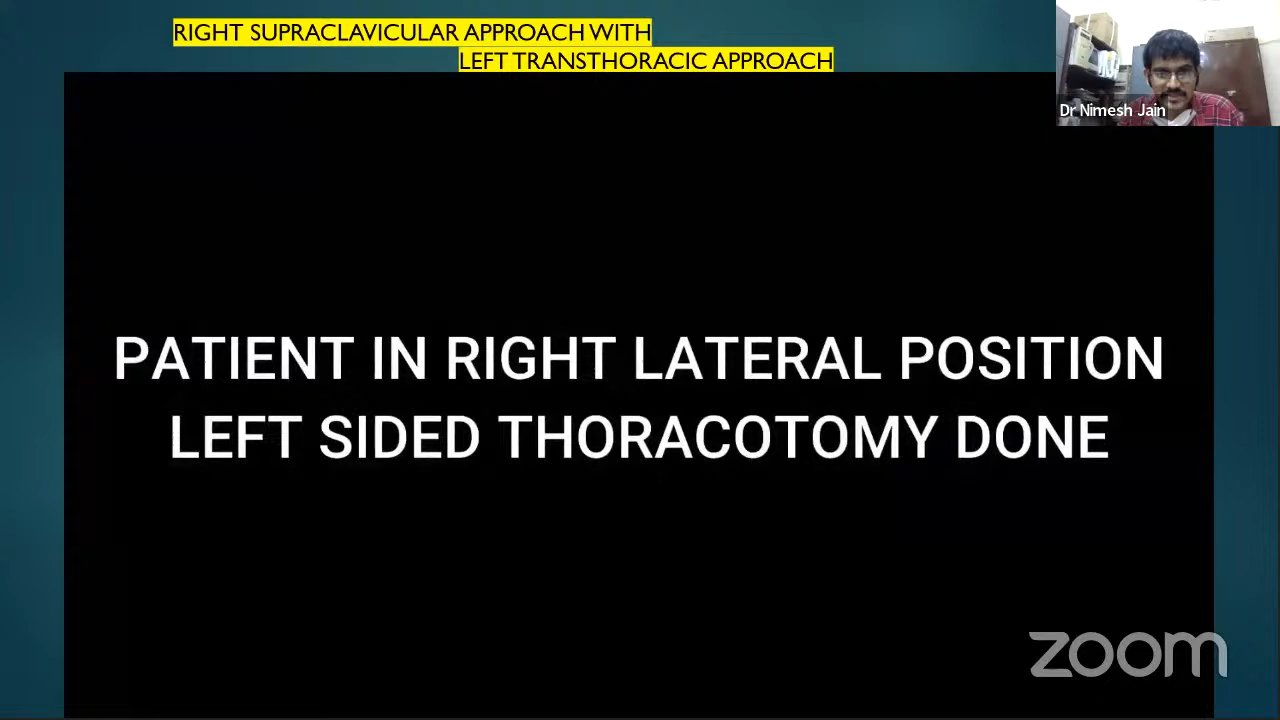 RIGHT SUPRACLAVICULAR APPROACH WITH
LEFT TRANSTHORACIC APPROACH
Dr Nimesh Jain
PATIENT IN RIGHT LATERAL POSITION
LEFT SIDED THORACOTOMY DONE
zoom